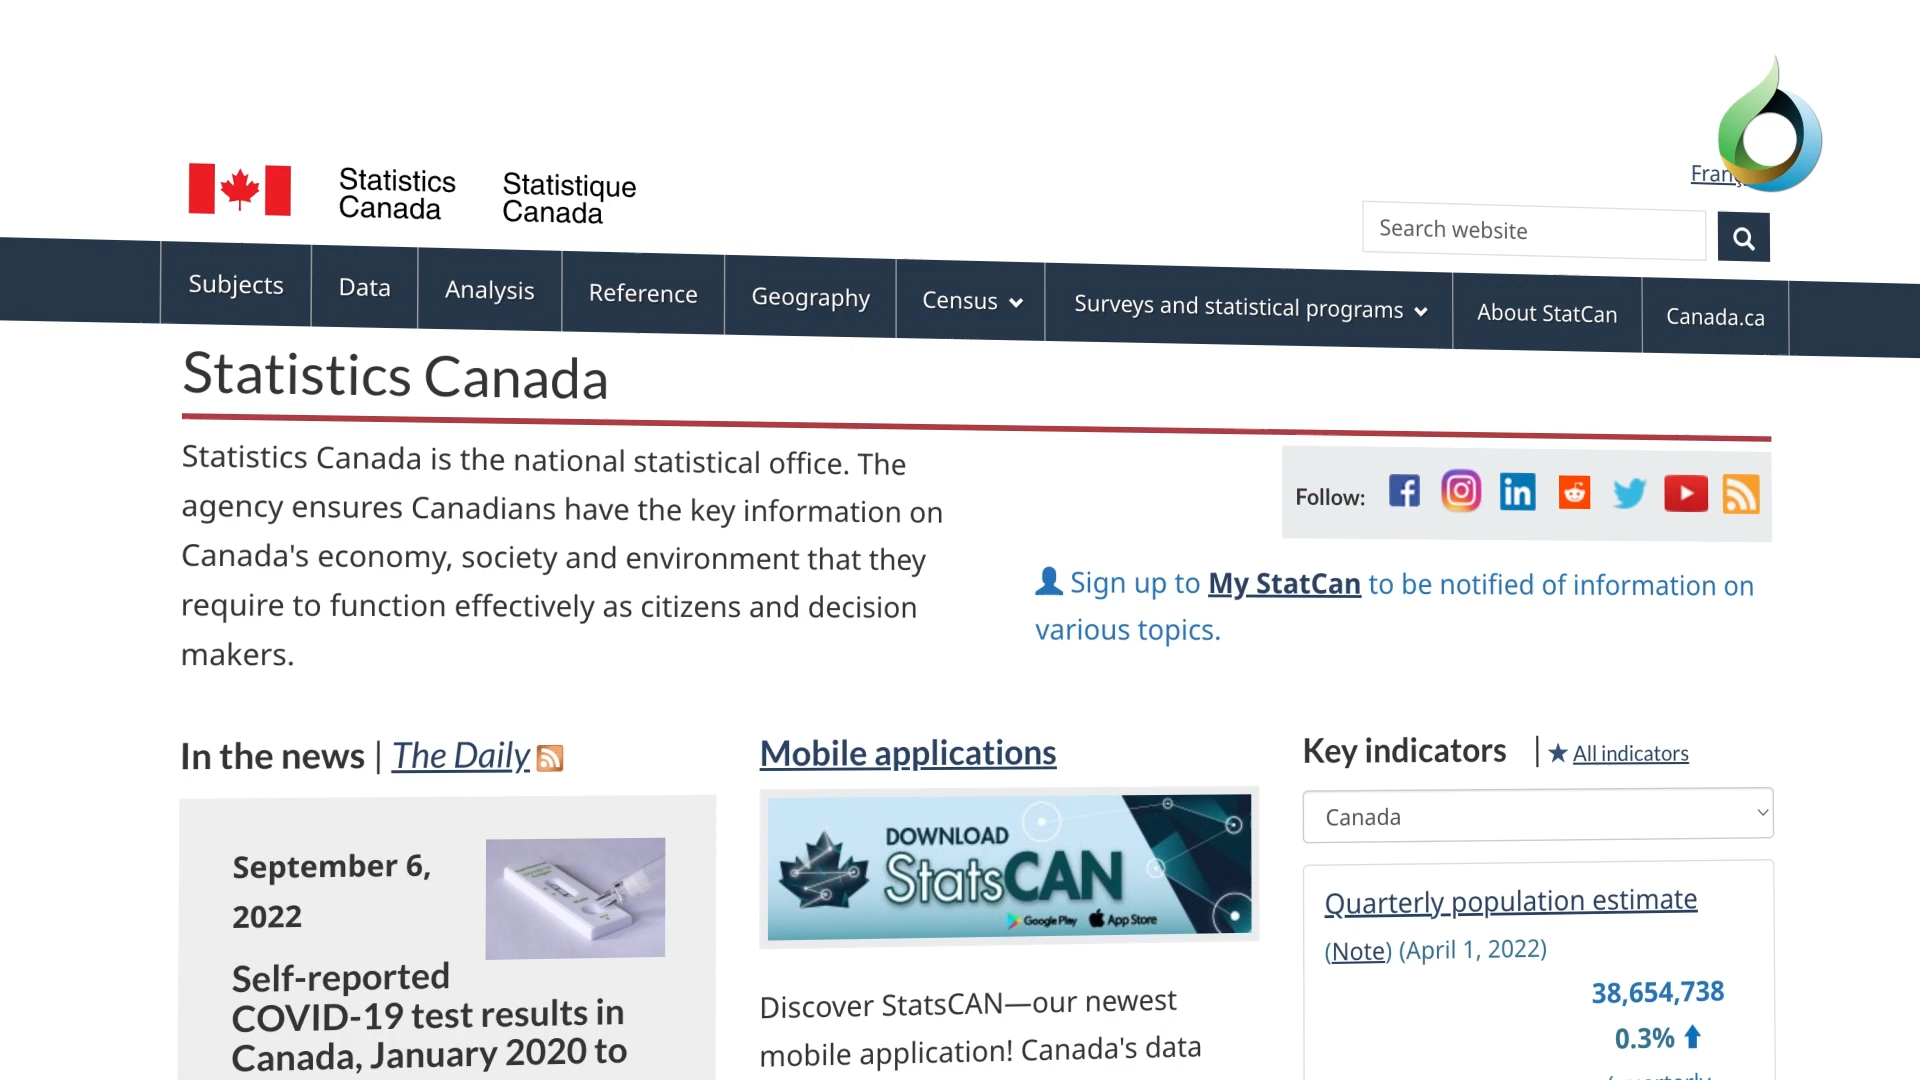 Statistics
Canada
Statistique
Canada
Search website
Subjects
Data
Analysis
Reference
Geography
Census
Surveys and statistical programs
About StatCan
Canada.ca
Statistics Canada
Statistics Canada is the national statistical office. The
agency ensures Canadians have the key information on
Canada's economy, society and environment that they
require to function effectively as citizens and decision
makers.
Follow:
Sign up to My StatCan to be notified of information on
various topics.
In the news | The Daily
September 6,
2022
Self-reported
COVID-19 test results in
Canada, January 2020 to
Mobile applications
DOWNLOAD
StatsCAN
Google Play App Store
Discover StatsCAN—our newest
mobile application! Canada's data
Key indicators | All indicators
Canada
Quarterly population estimate
(Note) (April 1, 2022)
38,654,738
0.3%